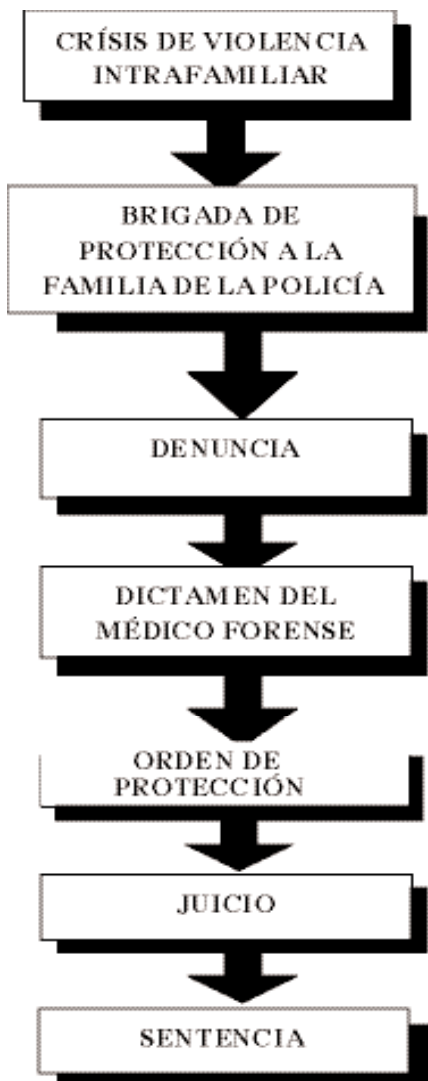 CRÍSIS DE VIOLENCIA
INTRAFAMILIAR
BRIGADA DE
PROTECCIÓN A LA
FAMILIA DE LA POLICÍA
DENUNCIA
DICTAMEN DEL
MÉDICO FORENSE
ORDEN DE
PROTECCIÓN
JUICIO
SENTENCIA